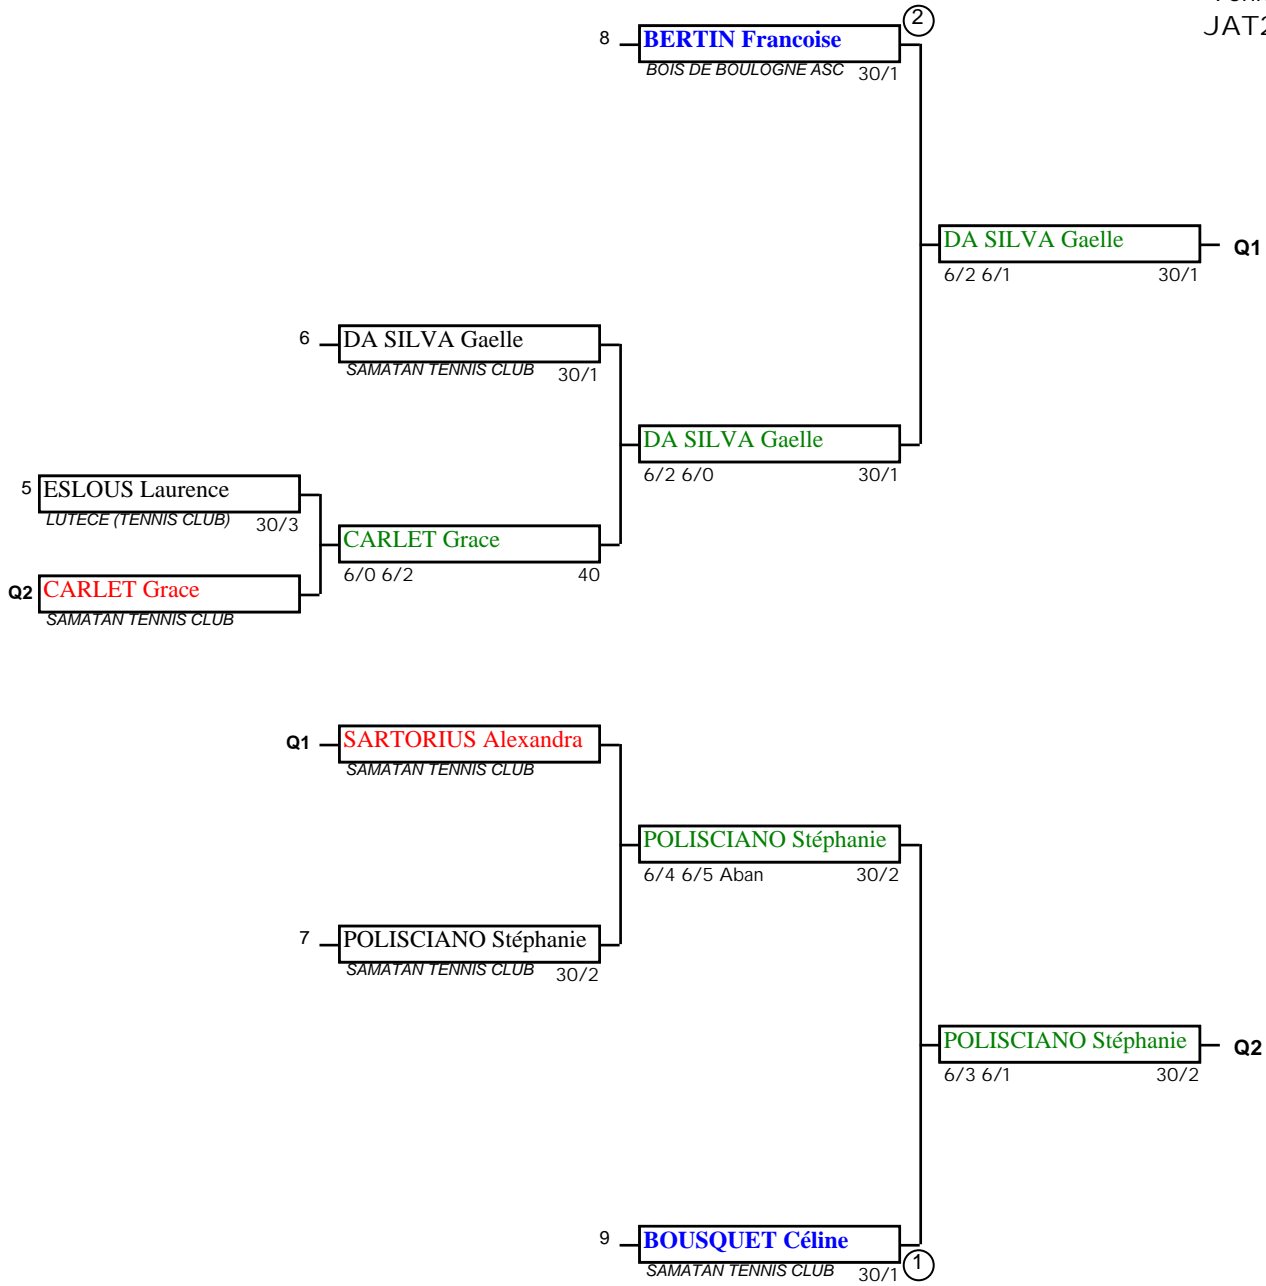 JAT2
2
8 BERTIN Francoise
BOIS DE BOULOGNE ASC 30/1
DA SILVA Gaelle Q1
6/2 6/1 30/1
6 DA SILVA Gaelle
SAMATAN TENNIS CLUB 30/1
DA SILVA Gaelle
6/2 6/0 30/1
5 ESLOUS Laurence
LUTECE (TENNIS CLUB) 30/3
CARLET Grace
6/0 6/2 40
Q2 CARLET Grace
SAMATAN TENNIS CLUB
Q1 SARTORIUS Alexandra
SAMATAN TENNIS CLUB
POLISCIANO Stéphanie
6/4 6/5 Aban 30/2
7 POLISCIANO Stéphanie
SAMATAN TENNIS CLUB 30/2
POLISCIANO Stéphanie Q2
6/3 6/1 30/2
9 BOUSQUET Céline
SAMATAN TENNIS CLUB 30/1
1